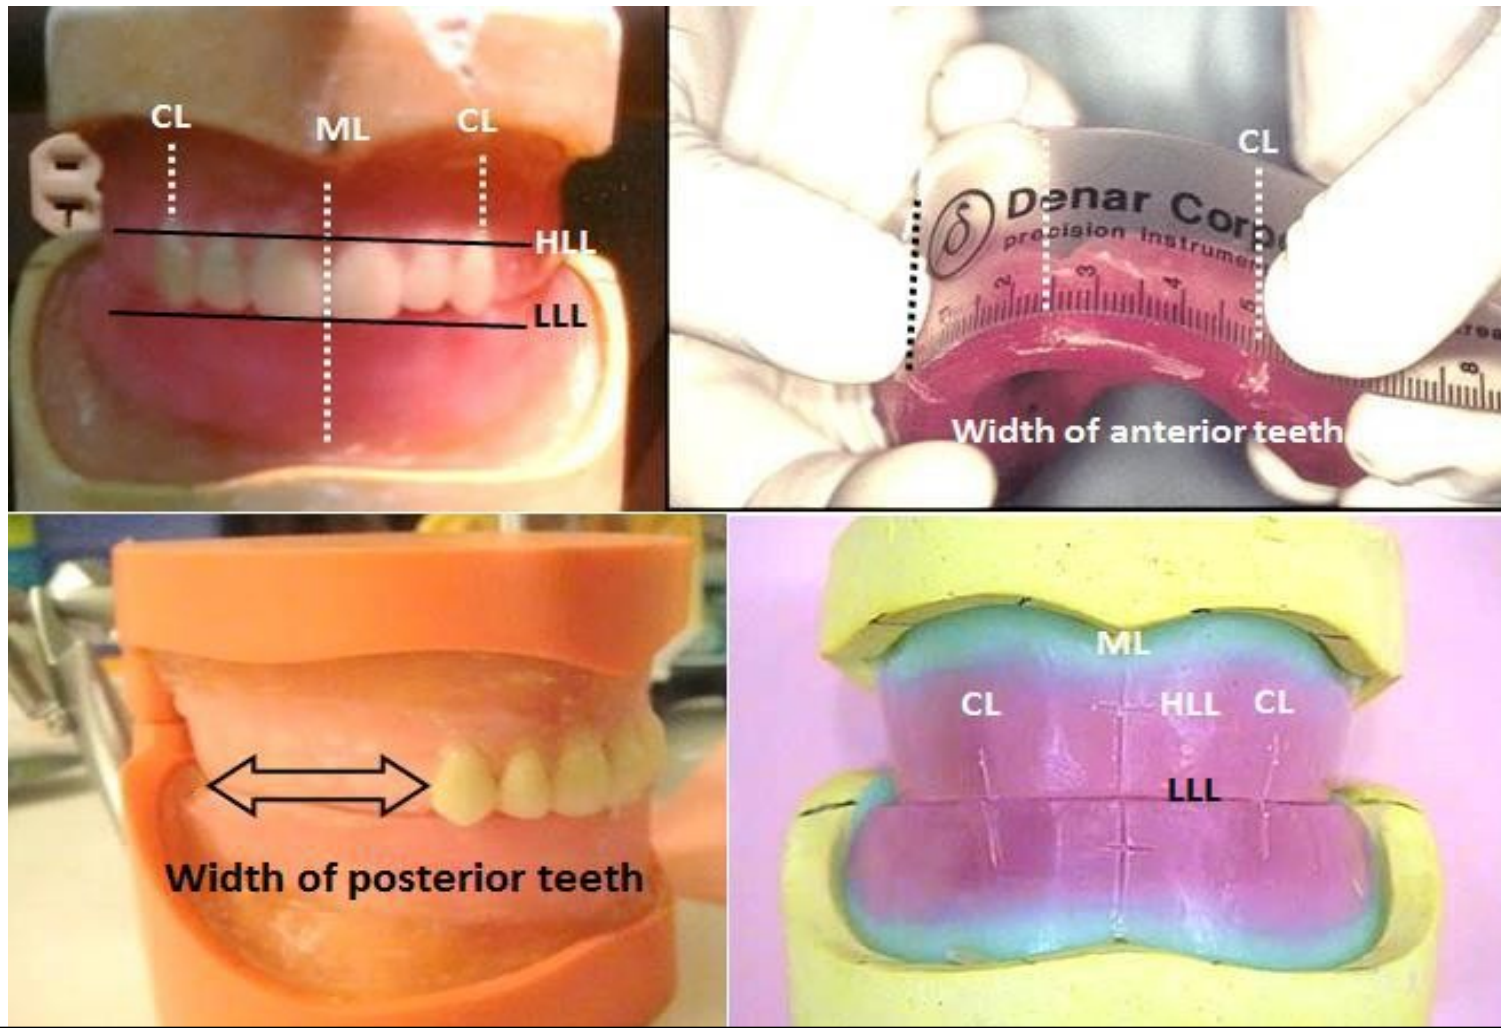 CL
ML
CL
HLL
LLL
CL
δ Denar Corp
precision instrume
2 3 4 5
8
Width of anterior teeth
Width of posterior teeth
ML
CL
HLL
CL
LLL